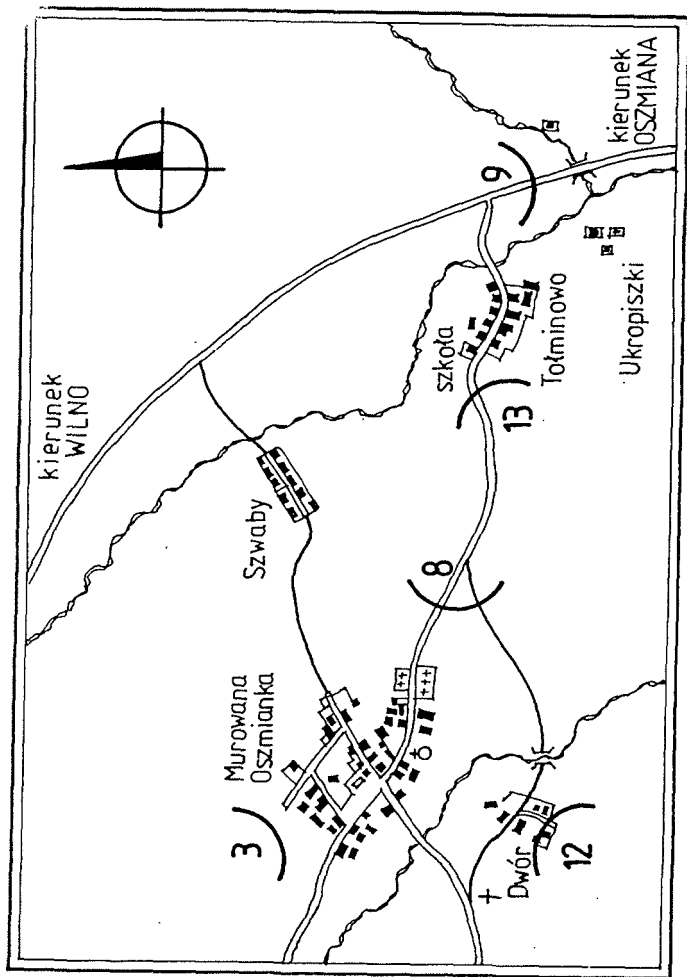 kierunek
WILNO
kierunek
OSZMIANA
9
szkoła
Tołminowo
Ukropiszki
13
Szwaby
8
Murowana
Oszmianka
3
Dwór
12